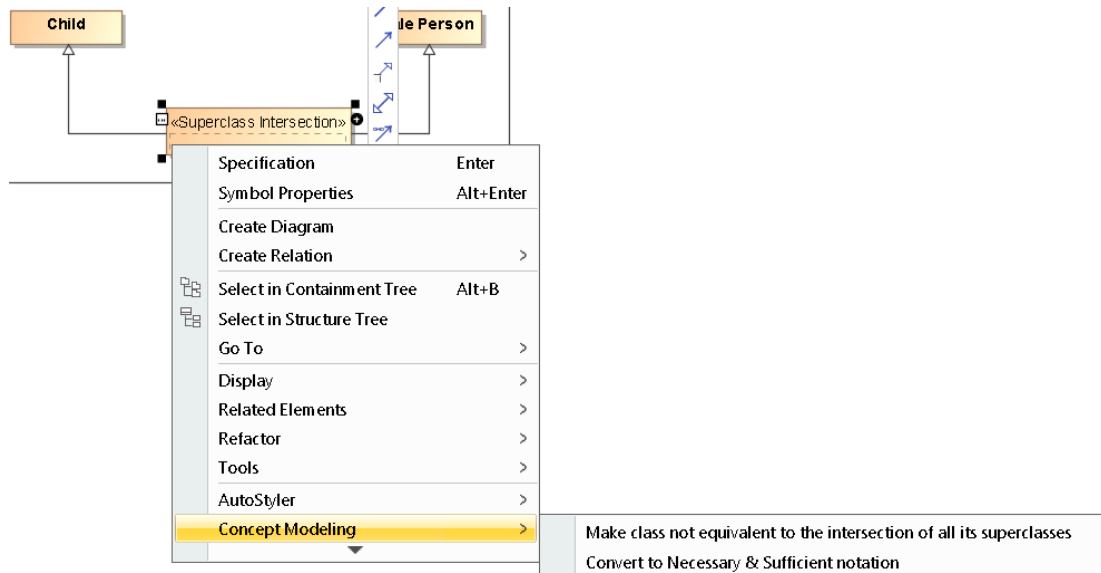 Child
le Person
«Superclass Intersection»
Specification Enter
Symbol Properties Alt+Enter
Create Diagram
Create Relation
Select in Containment Tree Alt+B
Select in Structure Tree
Go To
Display
Related Elements
Refactor
Tools
AutoStyler
Concept Modeling
Make class not equivalent to the intersection of all its superclasses
Convert to Necessary & Sufficient notation